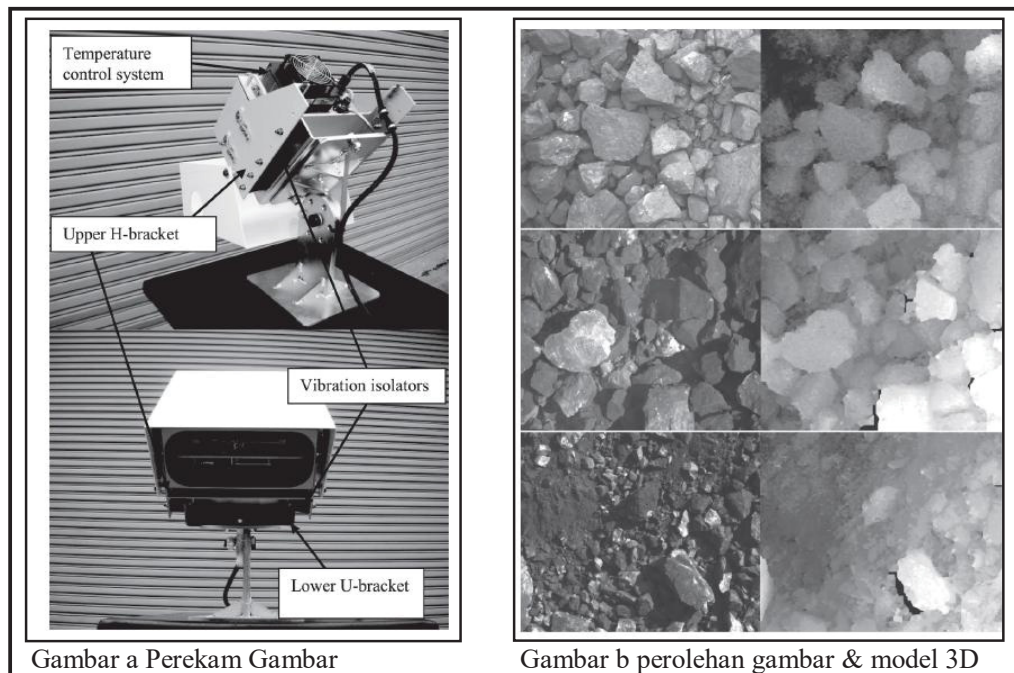 Temperature
control system
Upper H-bracket
Vibration isolators
Lower U-bracket
Gambar a Perekam Gambar
Gambar b perolehan gambar & model 3D